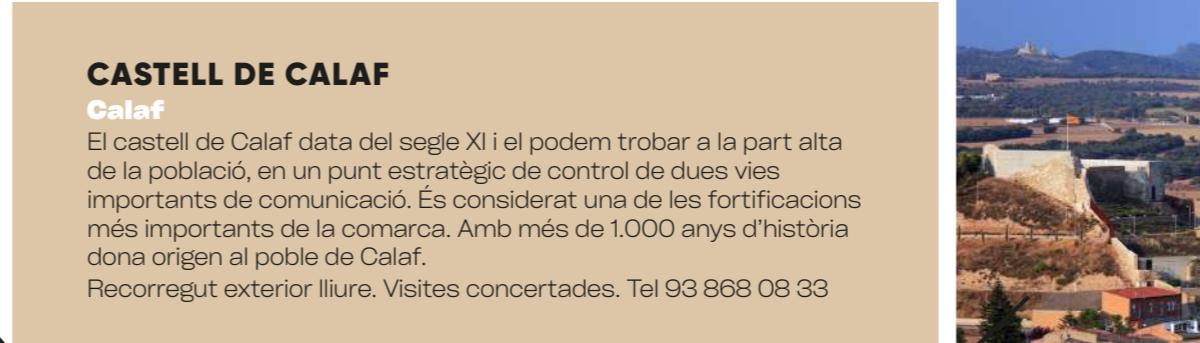 CASTELL DE CALAF
Calaf
El castell de Calaf data del segle XI i el podem trobar a la part alta
de la població, en un punt estratègic de control de dues vies
importants de comunicació. És considerat una de les fortificacions
més importants de la comarca. Amb més de 1.000 anys d’història
dona origen al poble de Calaf.
Recorregut exterior lliure. Visites concertades. Tel 93 868 08 33